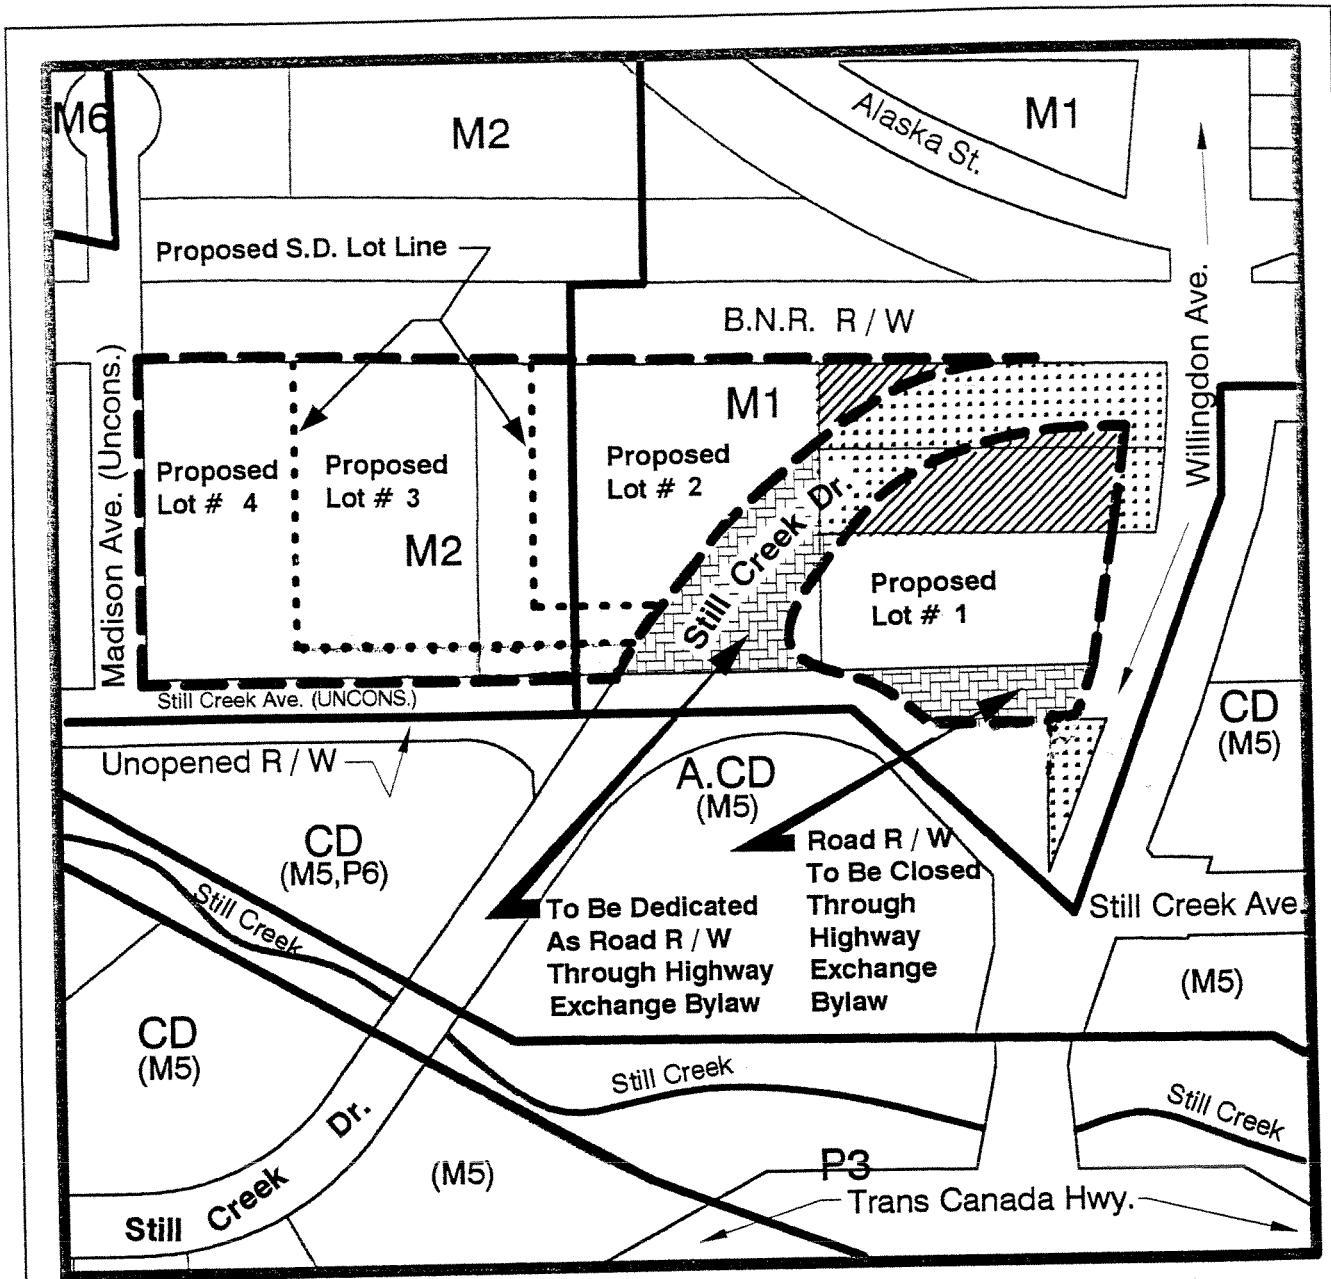 M6
M2
Alaska St.
M1
Proposed S.D. Lot Line
B.N.R. R / W
Willingdon Ave.
Madison Ave. (Uncons.)
M1
Proposed
Lot # 4
Proposed
Lot # 3
Proposed
Lot # 2
M2
Still Creek Dr.
Proposed
Lot # 1
Still Creek Ave. (UNCONS.)
Unopened R / W
CD
(M5)
A.CD
(M5)
CD
(M5,P6)
Still Creek
Road R / W
To Be Closed
Through
Highway
Exchange
Bylaw
To Be Dedicated
As Road R / W
Through Highway
Exchange Bylaw
Still Creek Ave.
(M5)
CD
(M5)
Still Creek
Still Creek
(M5)
P3
Trans Canada Hwy.
Still Creek Dr.